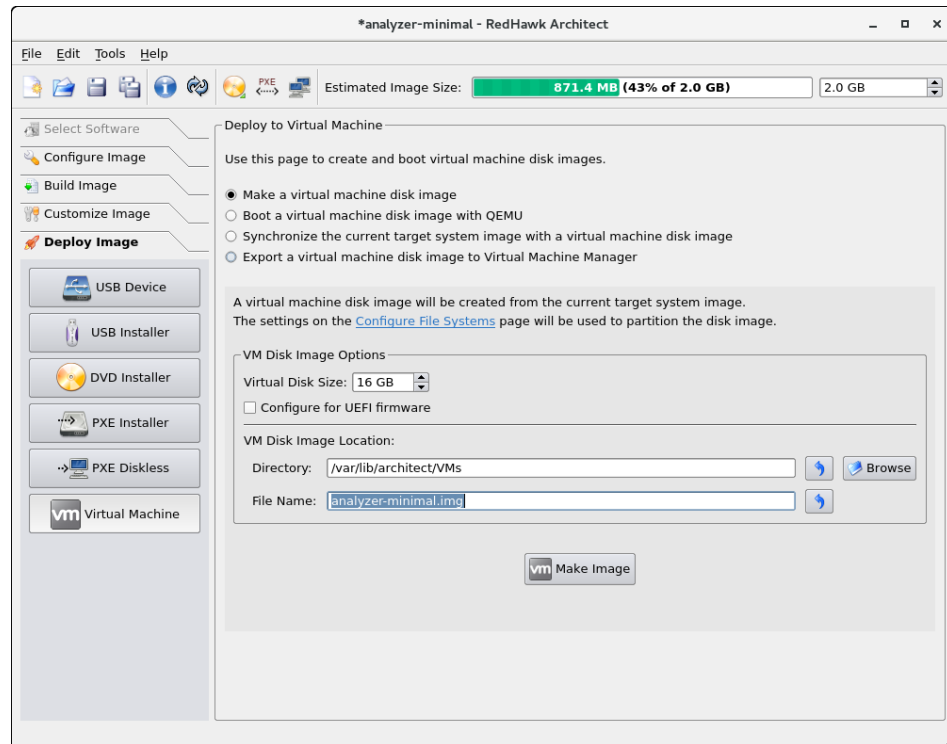 *analyzer-minimal - RedHawk Architect
File Edit Tools Help
PXE
Estimated Image Size: 871.4 MB (43% of 2.0 GB) 2.0 GB
Select Software
Configure Image
Build Image
Customize Image
Deploy Image
USB Device
USB Installer
DVD Installer
PXE Installer
PXE Diskless
vm Virtual Machine
Deploy to Virtual Machine
Use this page to create and boot virtual machine disk images.
Make a virtual machine disk image
Boot a virtual machine disk image with QEMU
Synchronize the current target system image with a virtual machine disk image
Export a virtual machine disk image to Virtual Machine Manager
A virtual machine disk image will be created from the current target system image.
The settings on the Configure File Systems page will be used to partition the disk image.
VM Disk Image Options
Virtual Disk Size: 16 GB
Configure for UEFI firmware
VM Disk Image Location:
Directory: /var/lib/architect/VMs Browse
File Name: analyzer-minimal.img
vm Make Image